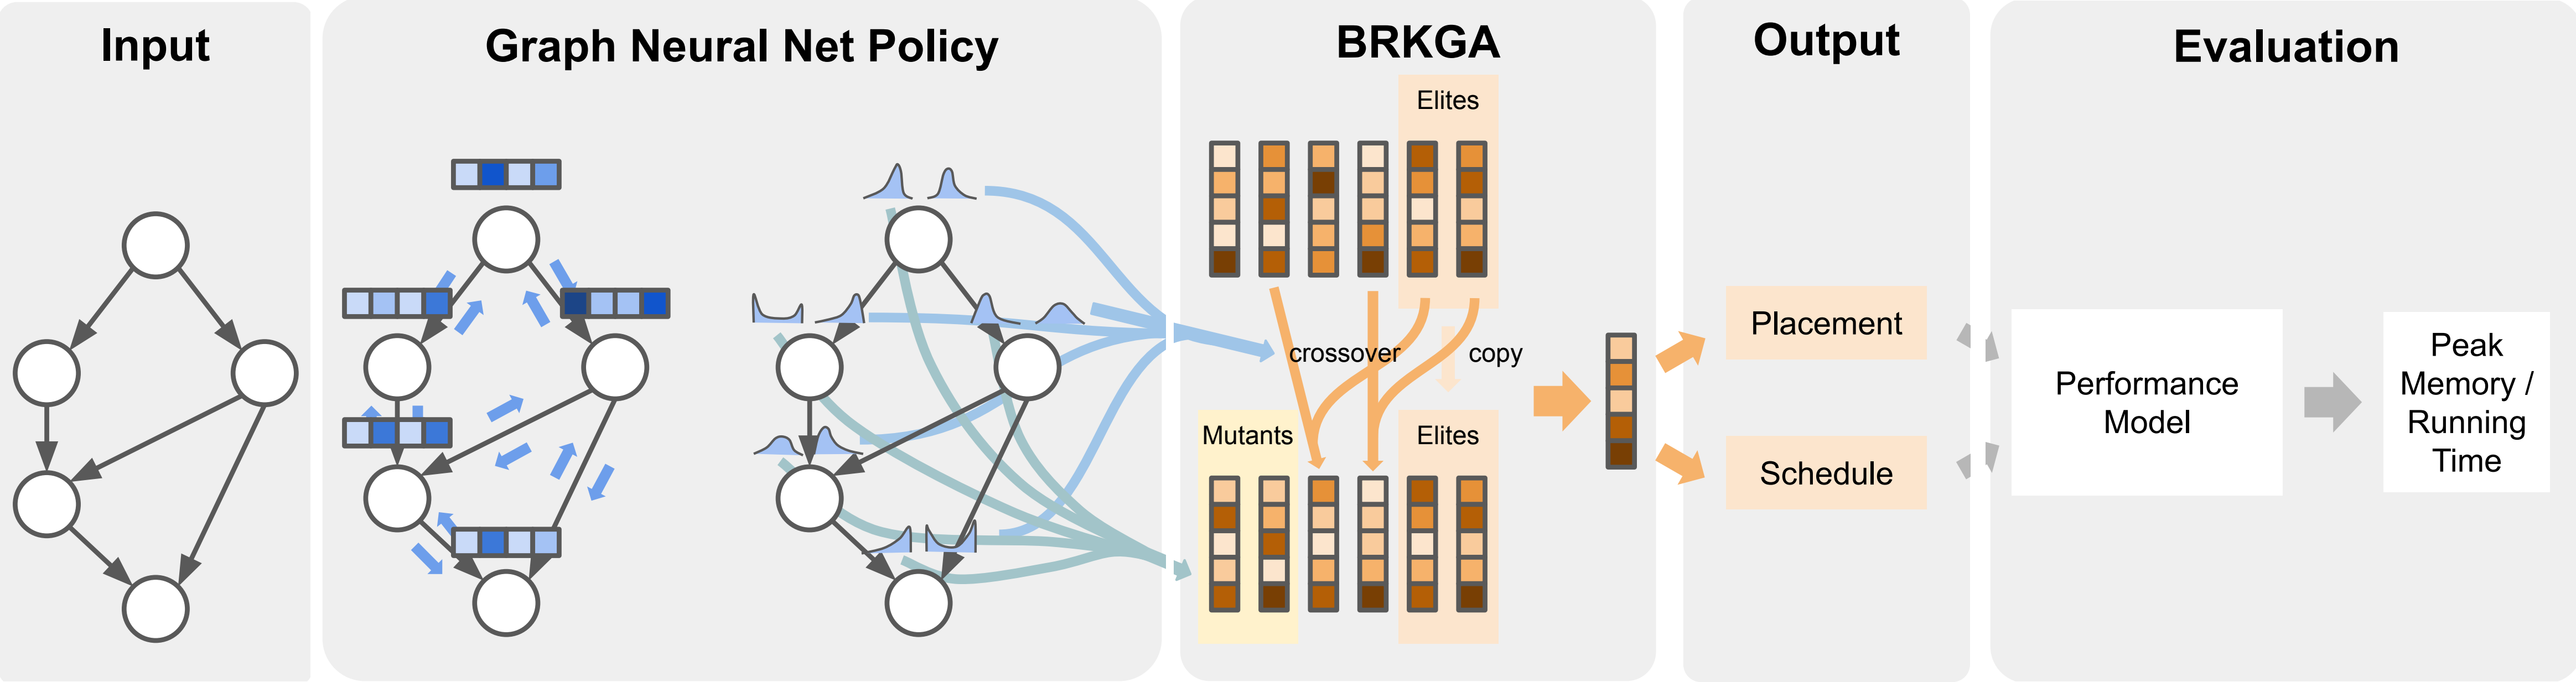 Input
Graph Neural Net Policy
BRKGA
Elites
crossover
copy
Mutants
Elites
Output
Placement
Schedule
Evaluation
Performance
Model
Peak
Memory /
Running
Time